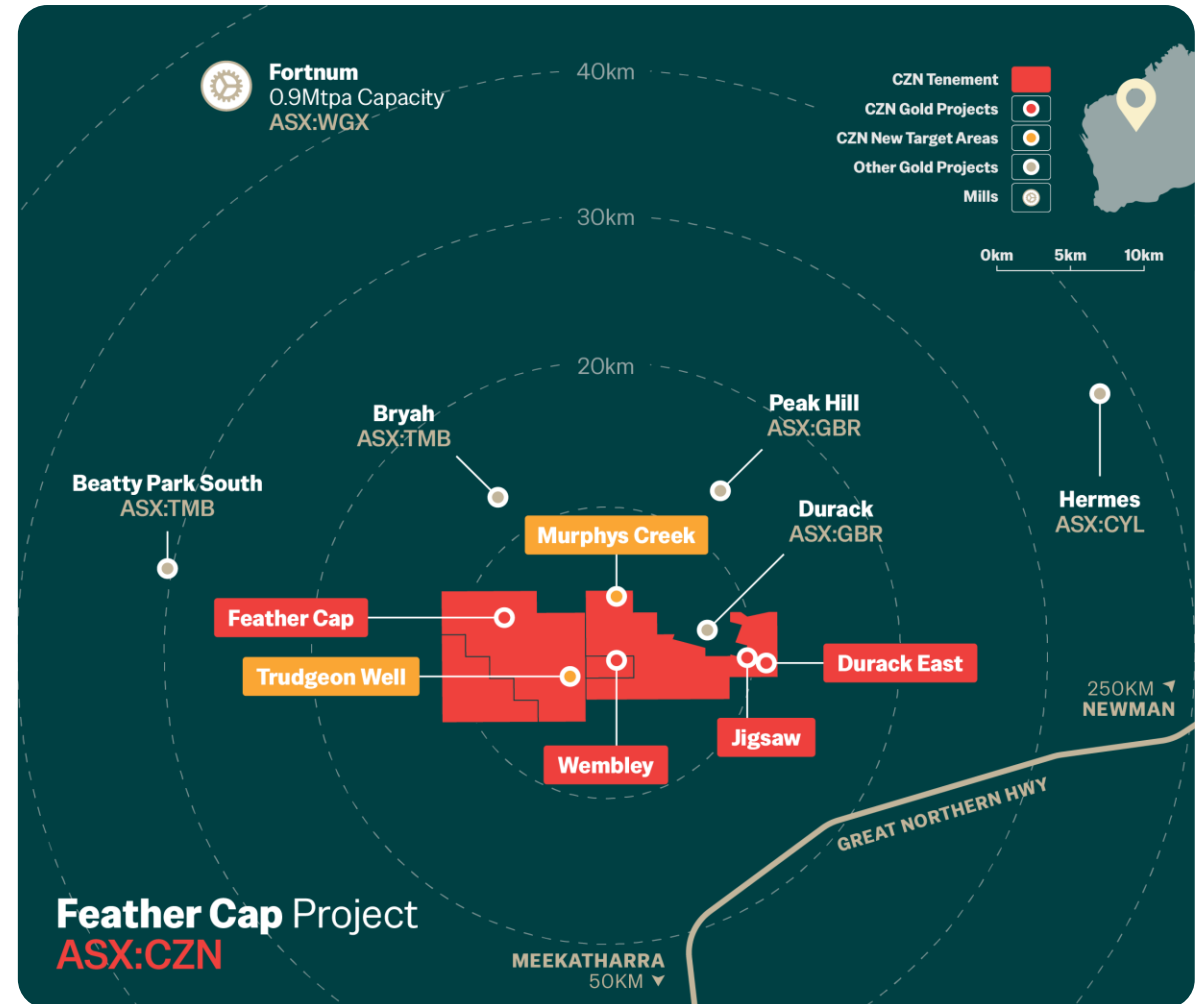 Fortnum
0.9Mtpa Capacity
ASX:WGX
40km
CZN Tenement
CZN Gold Projects
CZN New Target Areas
Other Gold Projects
Mills
30km
0km 5km 10km
20km
Bryah
ASX:TMB
Peak Hill
ASX:GBR
Beatty Park South
ASX:TMB
Durack
ASX:GBR
Hermes
ASX:CYL
Murphys Creek
Feather Cap
Trudgeon Well
Durack East
250KM
NEWMAN
Jigsaw
Wembley
GREAT NORTHERN HWY
Feather Cap Project
ASX:CZN
MEEKATHARRA
50KM